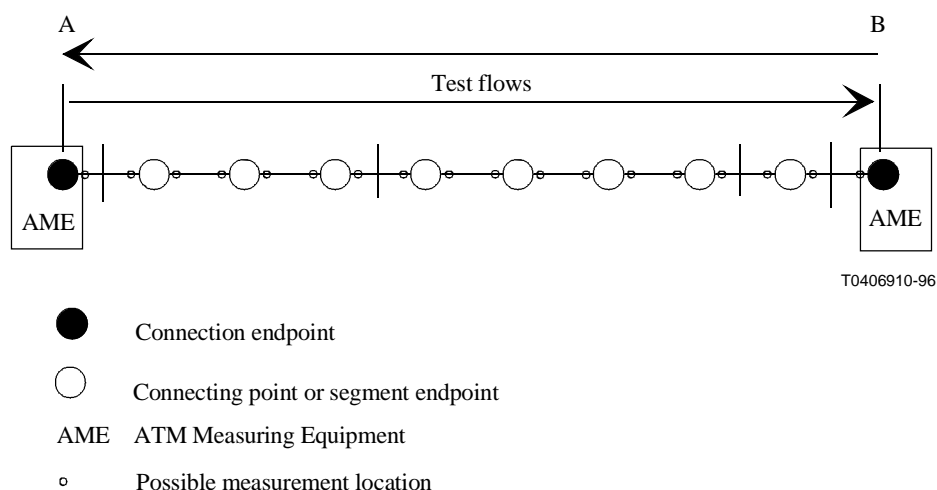 A B
Test flows
AME AME
T0406910-96
Connection endpoint
Connecting point or segment endpoint
AME ATM Measuring Equipment
Possible measurement location